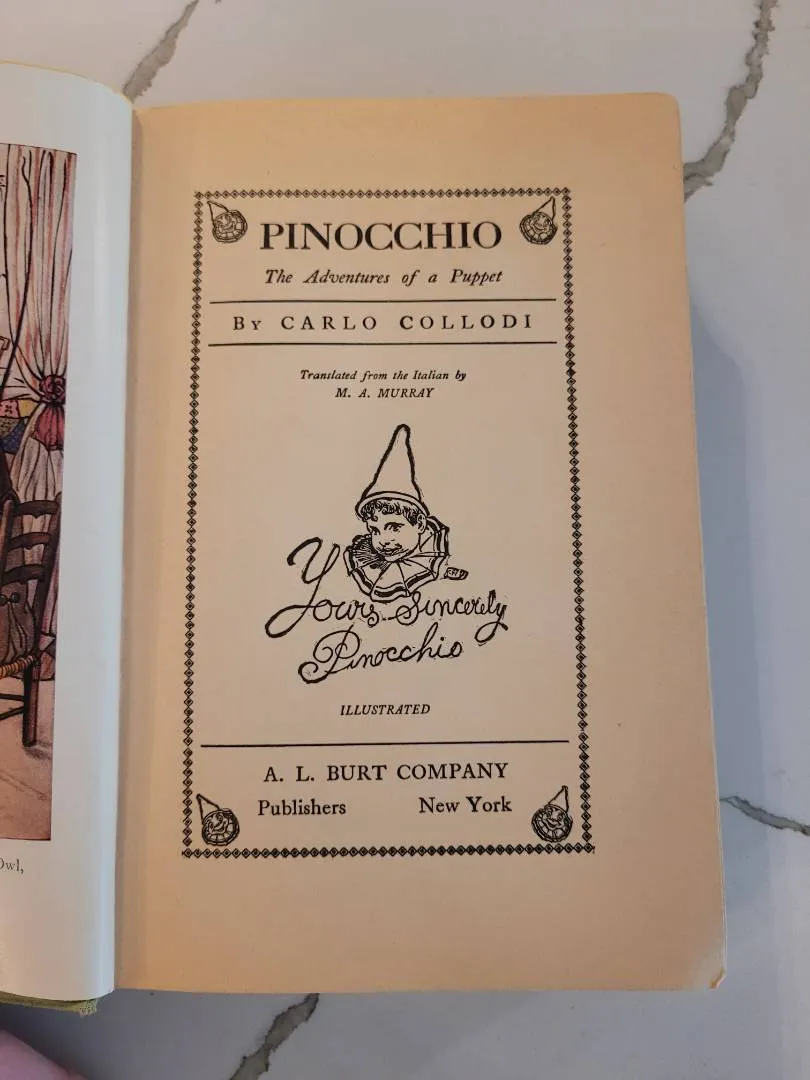 PINOCCHIO
The Adventures of a Puppet
BY CARLO COLLODI
Translated from the Italian by
M. A. MURRAY
Yours Sincerely
Pinocchio
ILLUSTRATED
A. L. BURT COMPANY
Publishers New York
Owl,